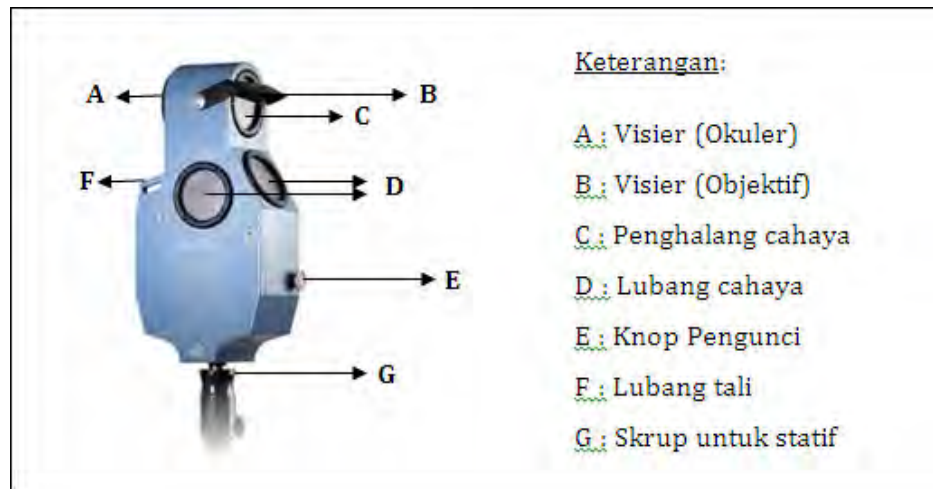 Keterangan:
A
B
C
A : Visier (Okuler)
F
D
B : Visier (Objektif)
C : Penghalang cahaya
D : Lubang cahaya
E
E : Knop Pengunci
F : Lubang tali
G
G : Skrup untuk statif